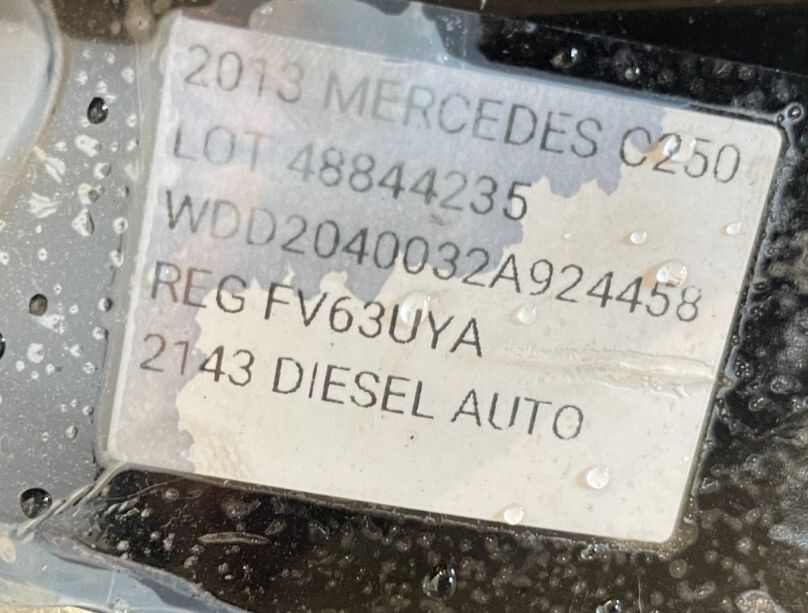 2013 MERCEDES C250
LOT 48844235
WDD2040032A924458
REG FV63UYA
2143 DIESEL AUTO